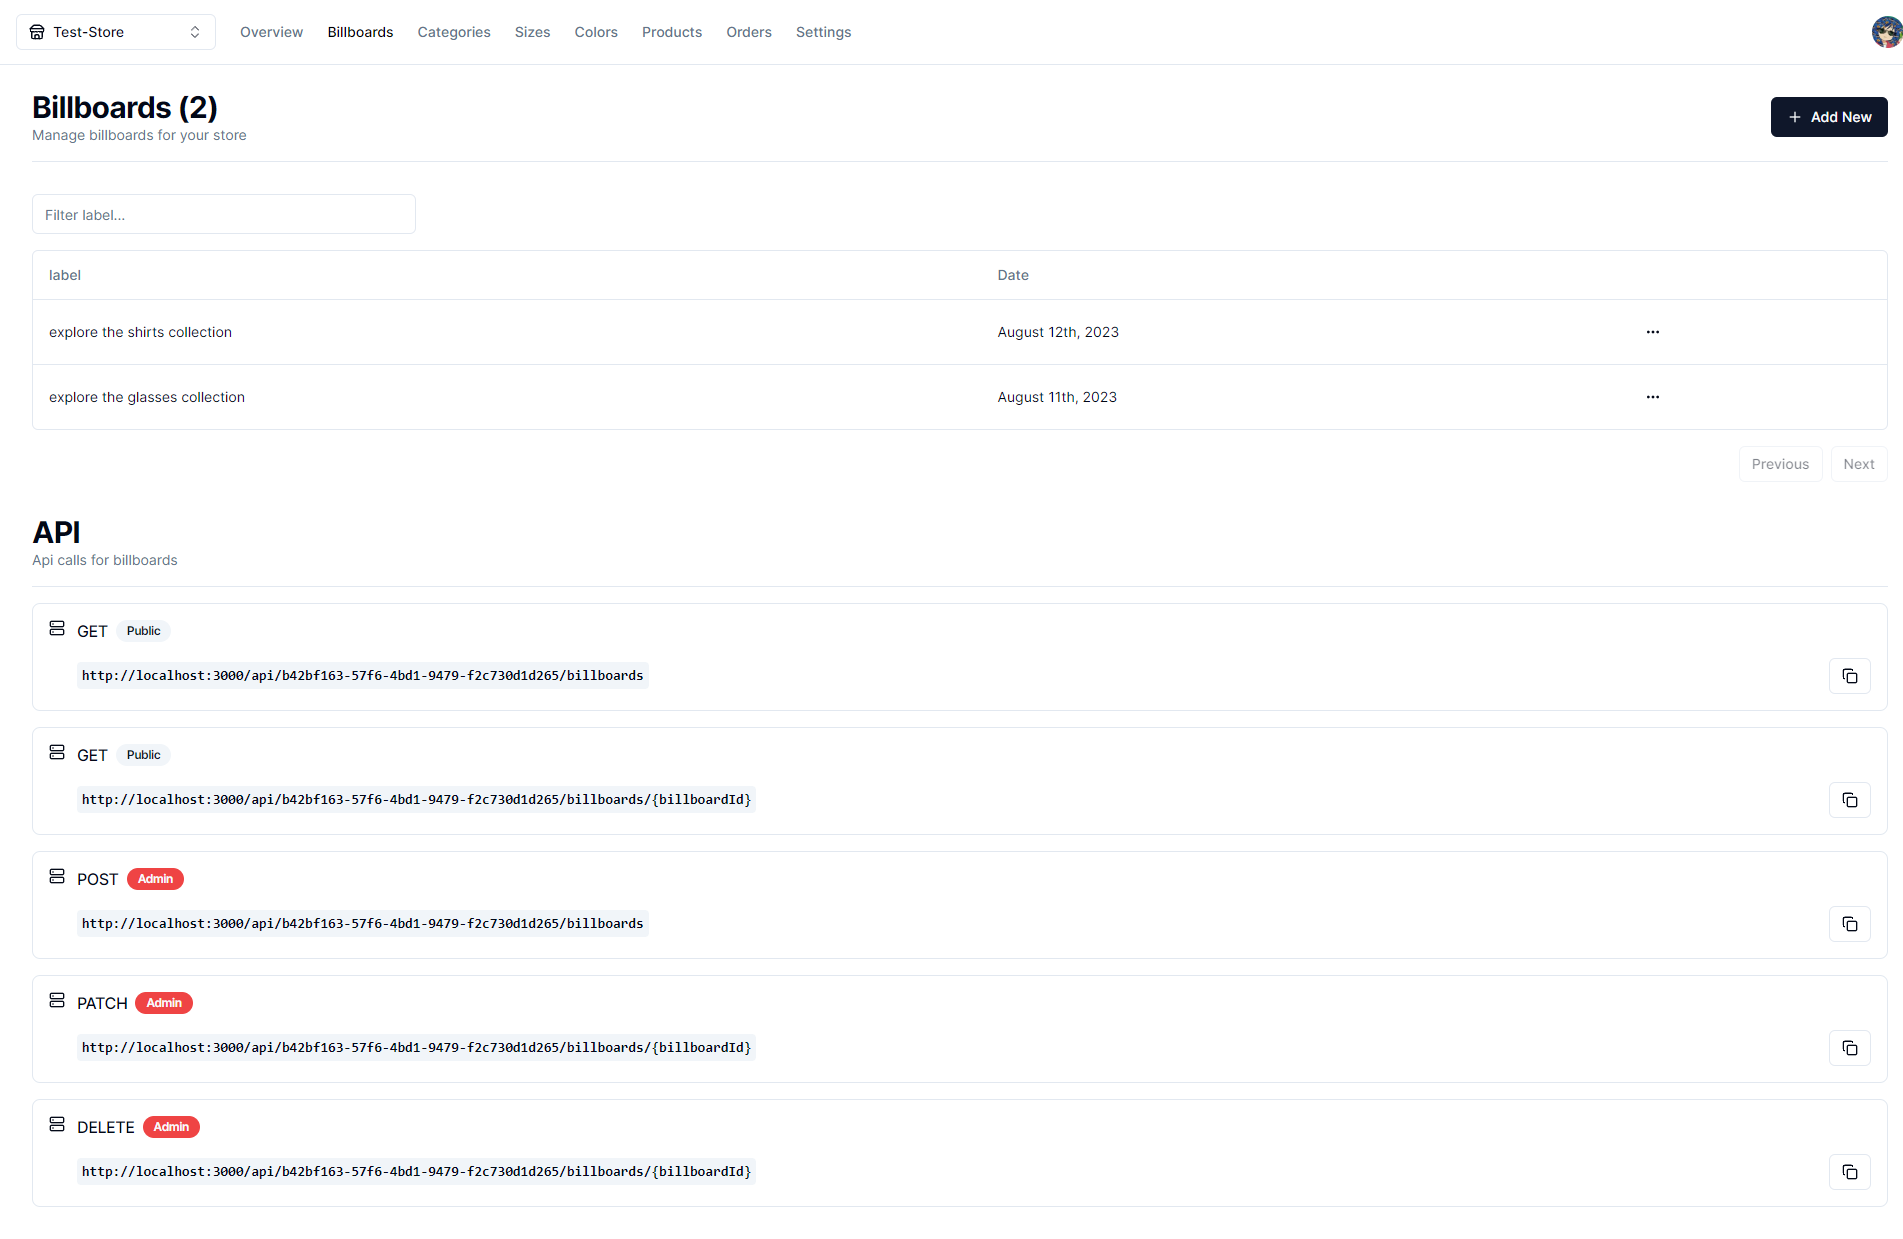 Test-Store Overview Billboards Categories Sizes Colors Products Orders Settings
Billboards (2)
Manage billboards for your store
+ Add New
Filter label...
label Date
explore the shirts collection August 12th, 2023 ...
explore the glasses collection August 11th, 2023 ...
Previous Next
API
Api calls for billboards
GET Public
http://localhost:3000/api/b42bf163-57f6-4bd1-9479-f2c730d1d265/billboards
GET Public
http://localhost:3000/api/b42bf163-57f6-4bd1-9479-f2c730d1d265/billboards/{billboardId}
POST Admin
http://localhost:3000/api/b42bf163-57f6-4bd1-9479-f2c730d1d265/billboards
PATCH Admin
http://localhost:3000/api/b42bf163-57f6-4bd1-9479-f2c730d1d265/billboards/{billboardId}
DELETE Admin
http://localhost:3000/api/b42bf163-57f6-4bd1-9479-f2c730d1d265/billboards/{billboardId}